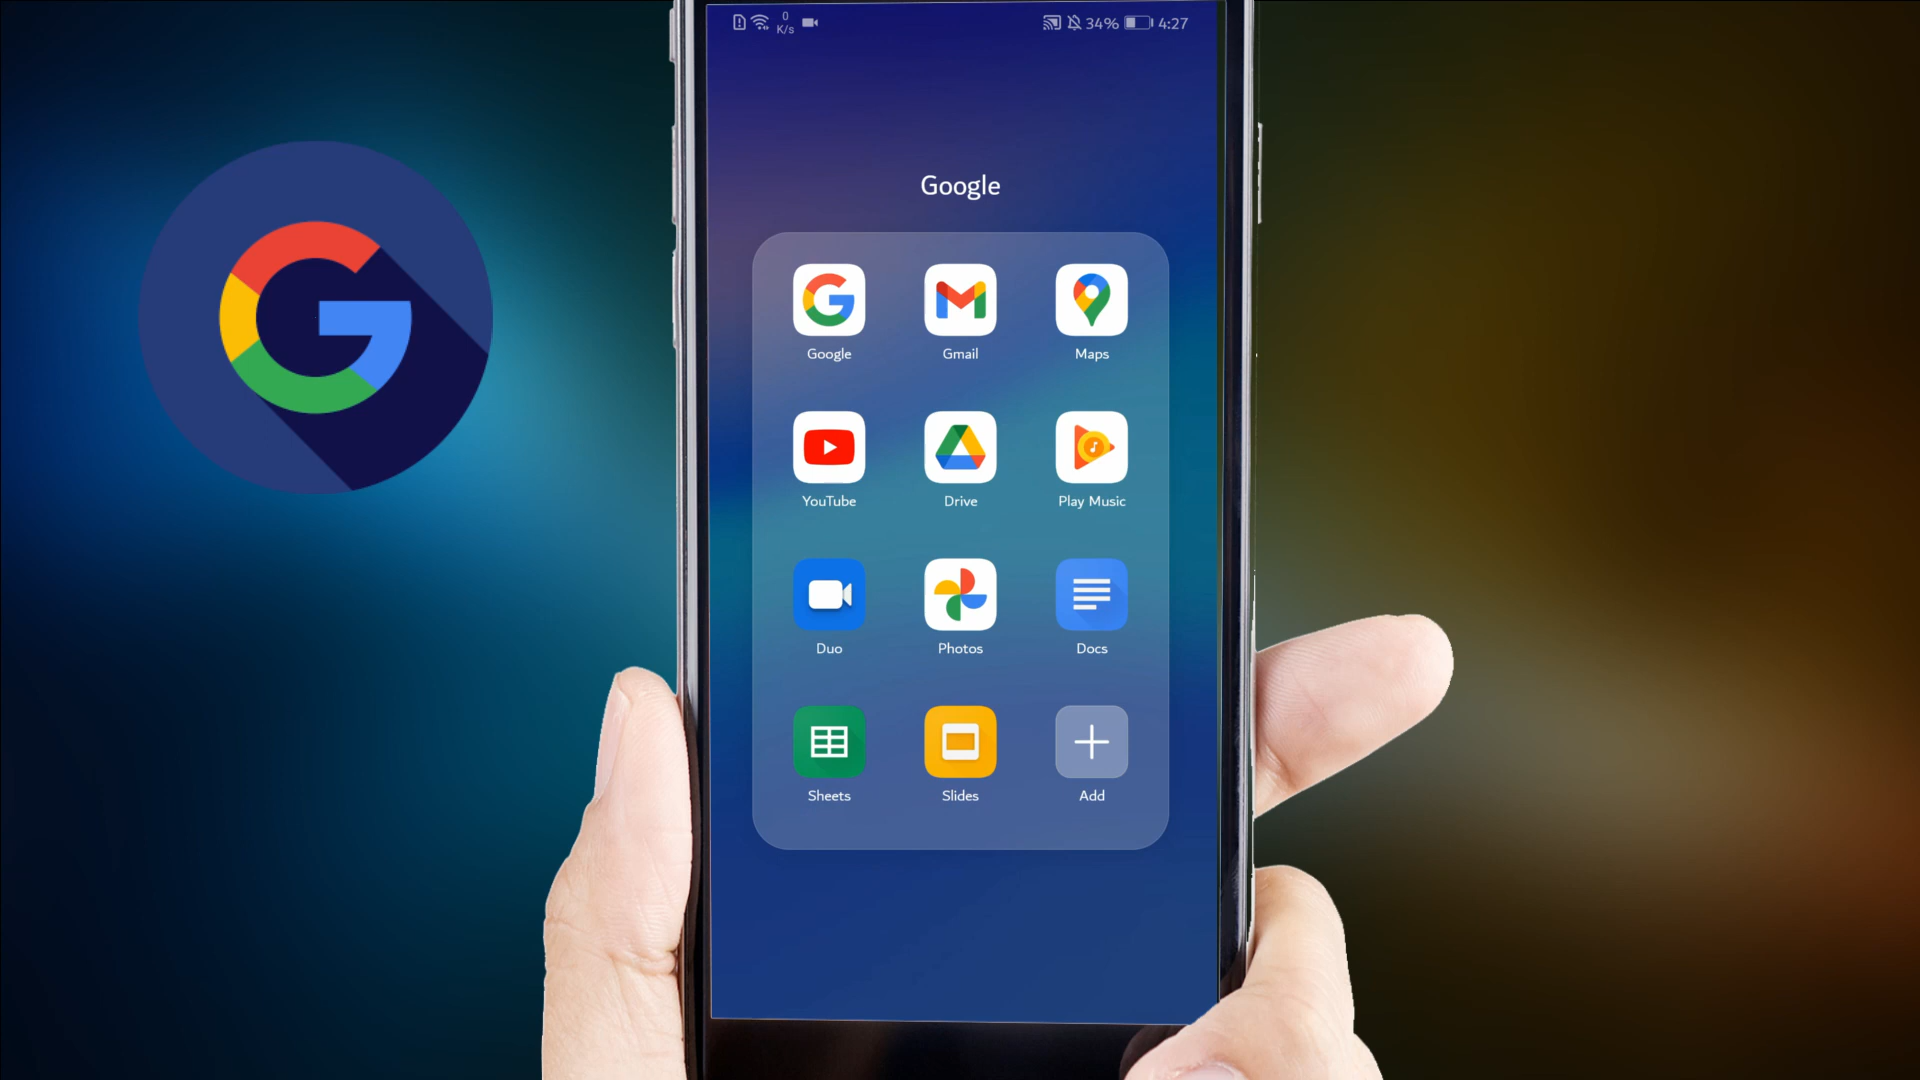 0
K/s
34% 4:27
Google
Google Gmail Maps
YouTube Drive Play Music
Duo Photos Docs
Sheets Slides Add